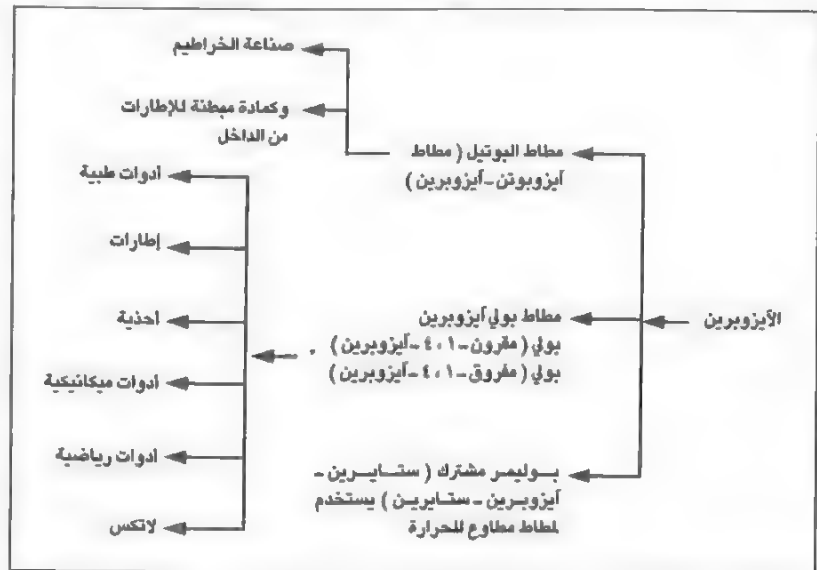 الآيزوبرين
مطاط البوتيل ( مطاط
آيزوبوتن ـ آيزوبرين )
صناعة الخراطيم
وكمادة مبطنة للإطارات
من الداخل
مطاط بولي آيزوبرين
بولي ( مقرون ـ ١ ، ٤ ـ آيزوبرين )
بولي ( مفروق ـ ١ ، ٤ ـ آيزوبرين )
أدوات طبية
إطارات
أحذية
أدوات ميكانيكية
أدوات رياضية
لاتكس
بوليمر مشترك ( ستايرين ـ
آيزوبرين ـ ستايرين ) يستخدم
لمطاط مطاوع للحرارة